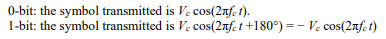 0-bit: the symbol transmitted is V꜀ cos(2πf꜀ t).
1-bit: the symbol transmitted is V꜀ cos(2πf꜀ t +180°) = − V꜀ cos(2πf꜀ t)